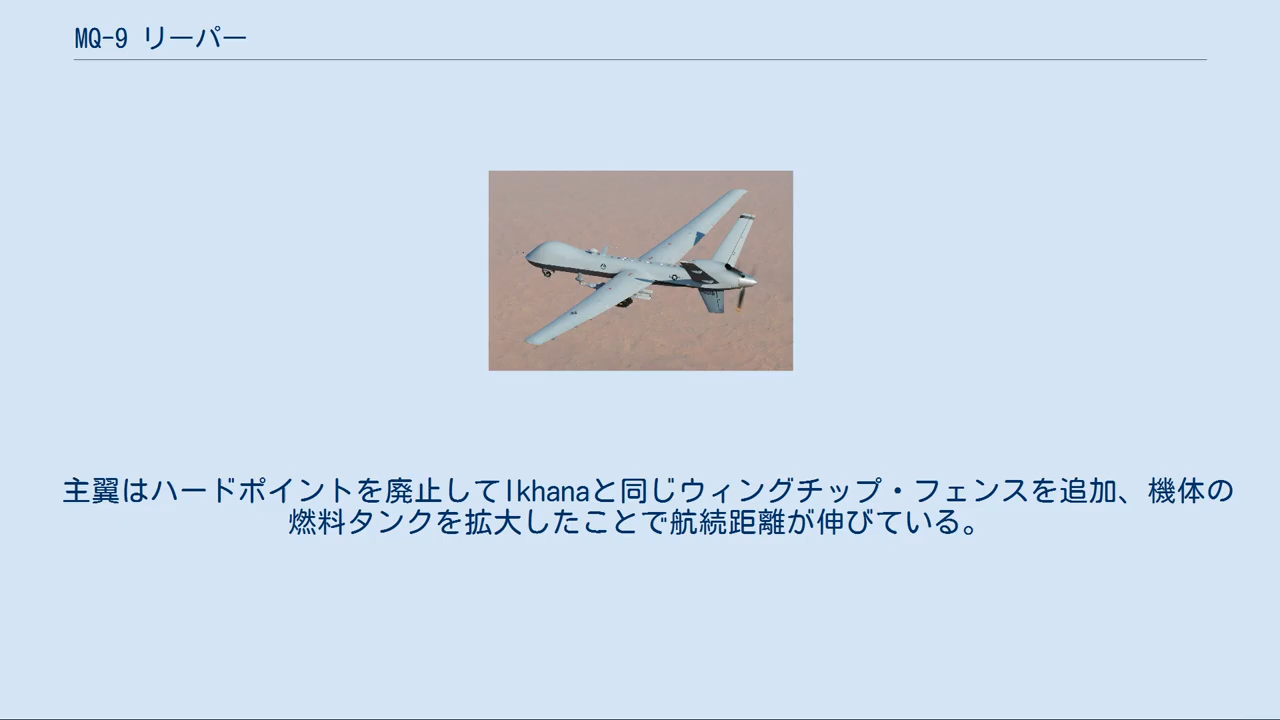 MQ-9 リーパー
主翼はハードポイントを廃止してIkhanaと同じウィングチップ・フェンスを追加、機体の
燃料タンクを拡大したことで航続距離が伸びている。